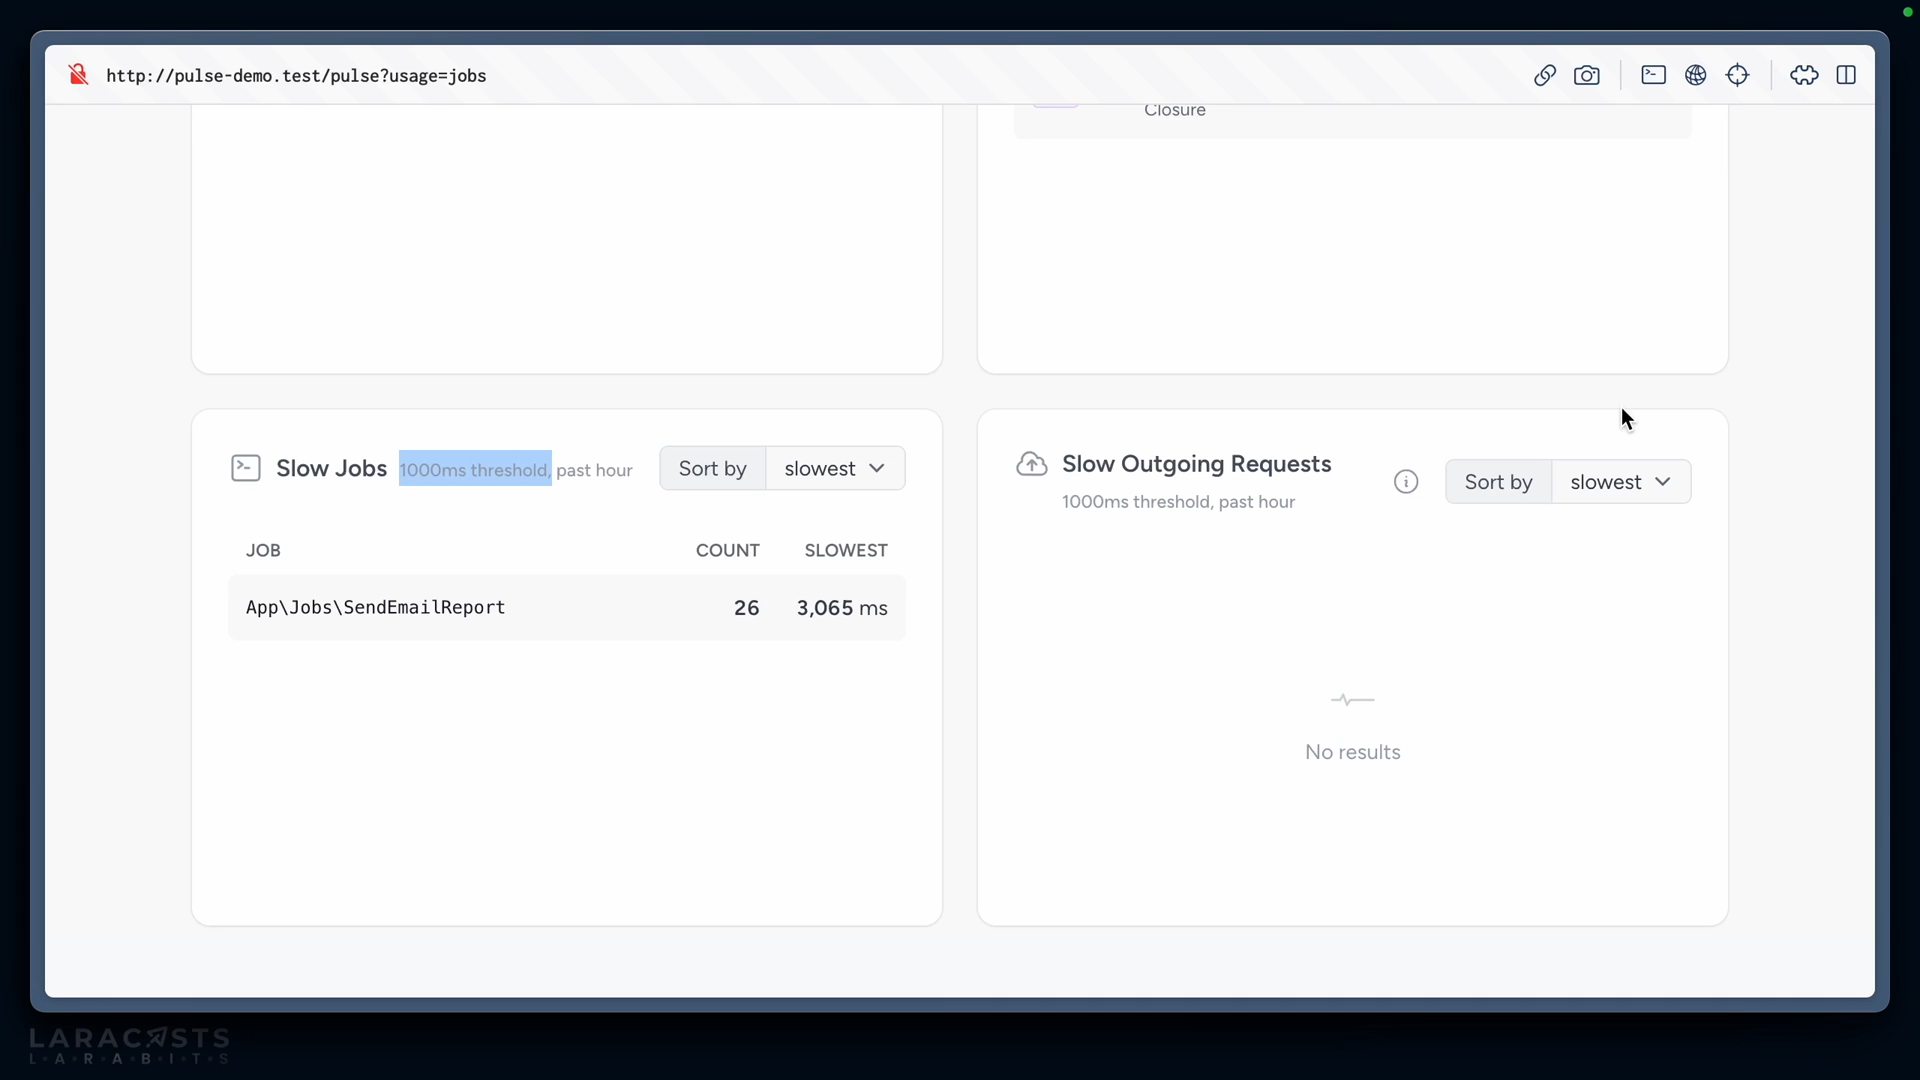 http://pulse-demo.test/pulse?usage=jobs
Closure
Slow Jobs 1000ms threshold, past hour Sort by slowest
JOB COUNT SLOWEST
App\Jobs\SendEmailReport 26 3,065 ms
Slow Outgoing Requests
1000ms threshold, past hour
Sort by slowest
No results
LARACASTS
L·A·R·A·B·I·T·S